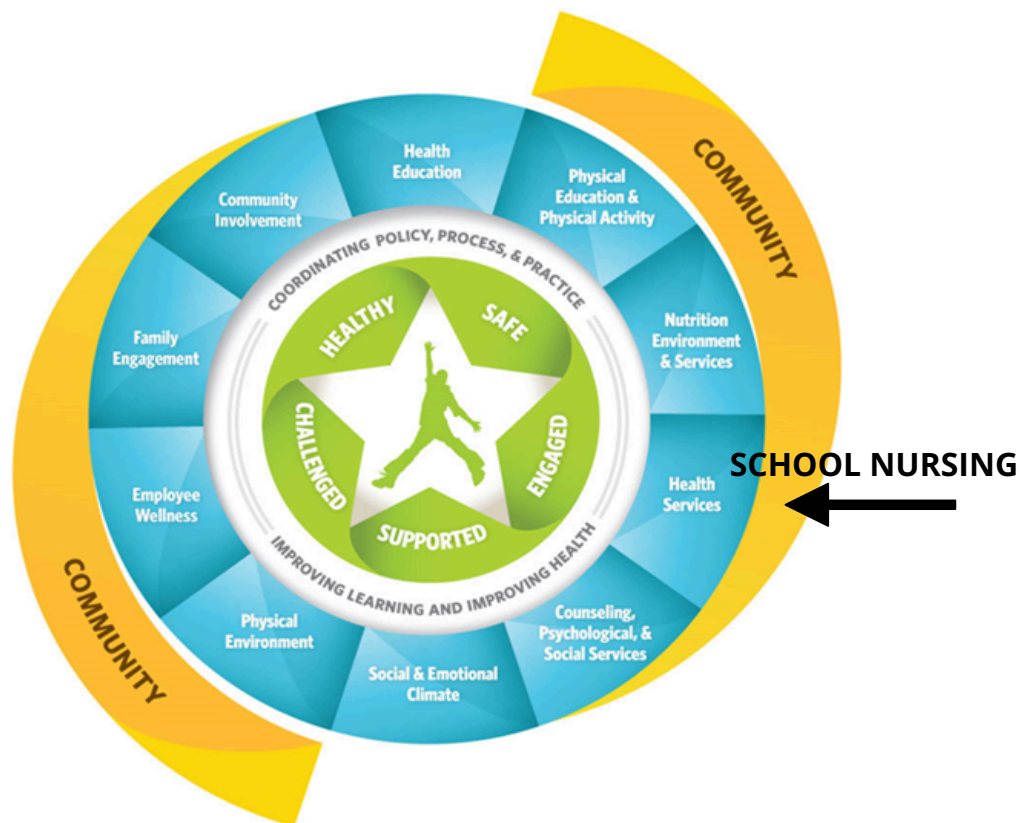 COMMUNITY
Health
Education
Physical
Education &
Physical Activity
Nutrition
Environment
& Services
SCHOOL NURSING
Health
Services
Counseling,
Psychological, &
Social Services
Social & Emotional
Climate
Physical
Environment
Employee
Wellness
Family
Engagement
Community
Involvement
COORDINATING POLICY, PROCESS, & PRACTICE
IMPROVING LEARNING AND IMPROVING HEALTH
HEALTHY
SAFE
ENGAGED
SUPPORTED
CHALLENGED
COMMUNITY